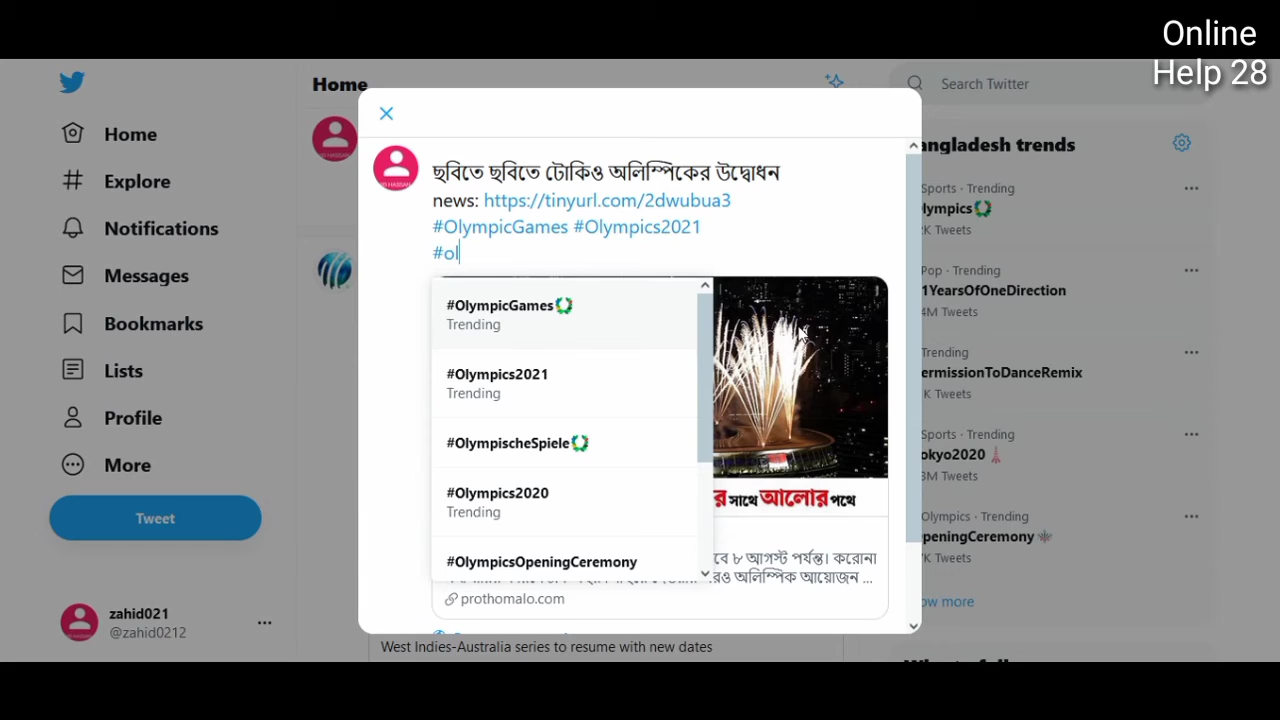 Online
Help 28
Home
Explore
Notifications
Messages
Bookmarks
Lists
Profile
More
Tweet
zahid021
@zahid0212
Home
ছবিতে ছবিতে টোকিও অলিম্পিকের উদ্বোধন
news: https://tinyurl.com/2dwubua3
#OlympicGames #Olympics2021
#ol
#OlympicGames
Trending
#Olympics2021
Trending
#OlympischeSpiele
#Olympics2020
Trending
#OlympicsOpeningCeremony
সাথে আলোর পথে
৮ আগস্ট পর্যন্ত। করোনা
অলিম্পিক আয়োজন ...
prothomalo.com
West Indies-Australia series to resume with new dates
Search Twitter
angladesh trends
Sports · Trending
lympics
K Tweets
Pop · Trending
1YearsOfOneDirection
4M Tweets
Trending
ermissionToDanceRemix
K Tweets
Sports · Trending
okyo2020
3M Tweets
Olympics · Trending
peningCeremony
7K Tweets
ow more